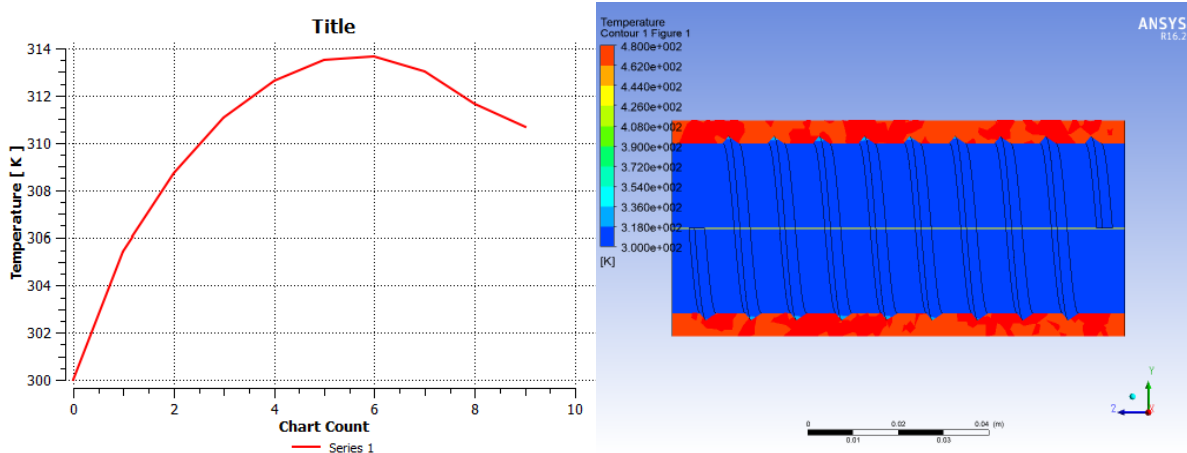 Title
Temperature [ K ]
314
312
310
308
306
304
302
300
0 2 4 6 8 10
Chart Count
Series 1
Temperature
Contour 1 Figure 1
4.800e+002
4.620e+002
4.440e+002
4.260e+002
4.080e+002
3.900e+002
3.720e+002
3.540e+002
3.360e+002
3.180e+002
3.000e+002
[K]
ANSYS
R16.2
Y
Z X
0 0.02 0.04 (m)
0.01 0.03